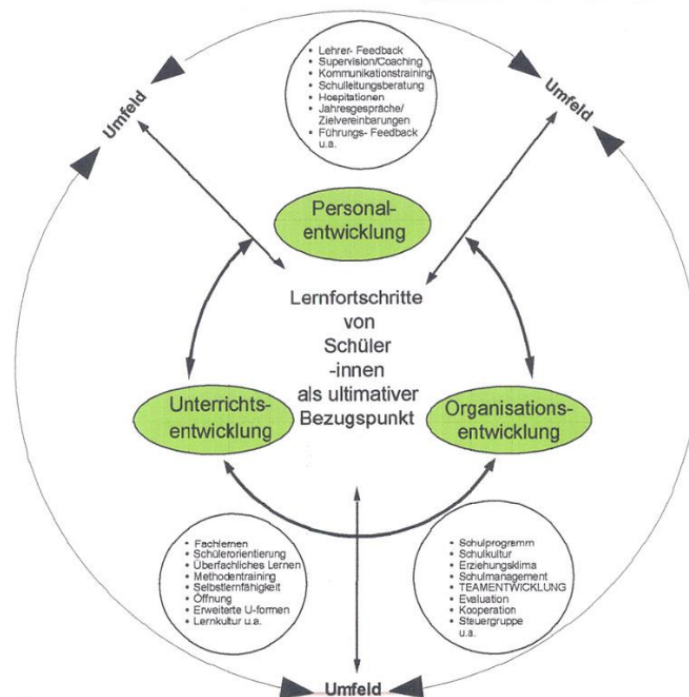 • Lehrer- Feedback
• Supervision/Coaching
• Kommunikationstraining
• Schulleitungsberatung
• Hospitationen
• Jahresgespräche/
Zielvereinbarungen
• Führungs- Feedback
u.a.
Umfeld
Umfeld
Personal-
entwicklung
Lernfortschritte
von
Schüler
-innen
als ultimativer
Bezugspunkt
Unterrichts-
entwicklung
Organisations-
entwicklung
• Fachlernen
• Schülerorientierung
• Überfachliches Lernen
• Methodentraining
• Selbstlernfähigkeit
• Öffnung
• Erweiterte U-formen
• Lernkultur u.a.
• Schulprogramm
• Schulkultur
• Erziehungsklima
• Schulmanagement
• TEAMENTWICKLUNG
• Evaluation
• Kooperation
• Steuergruppe
u.a.
Umfeld